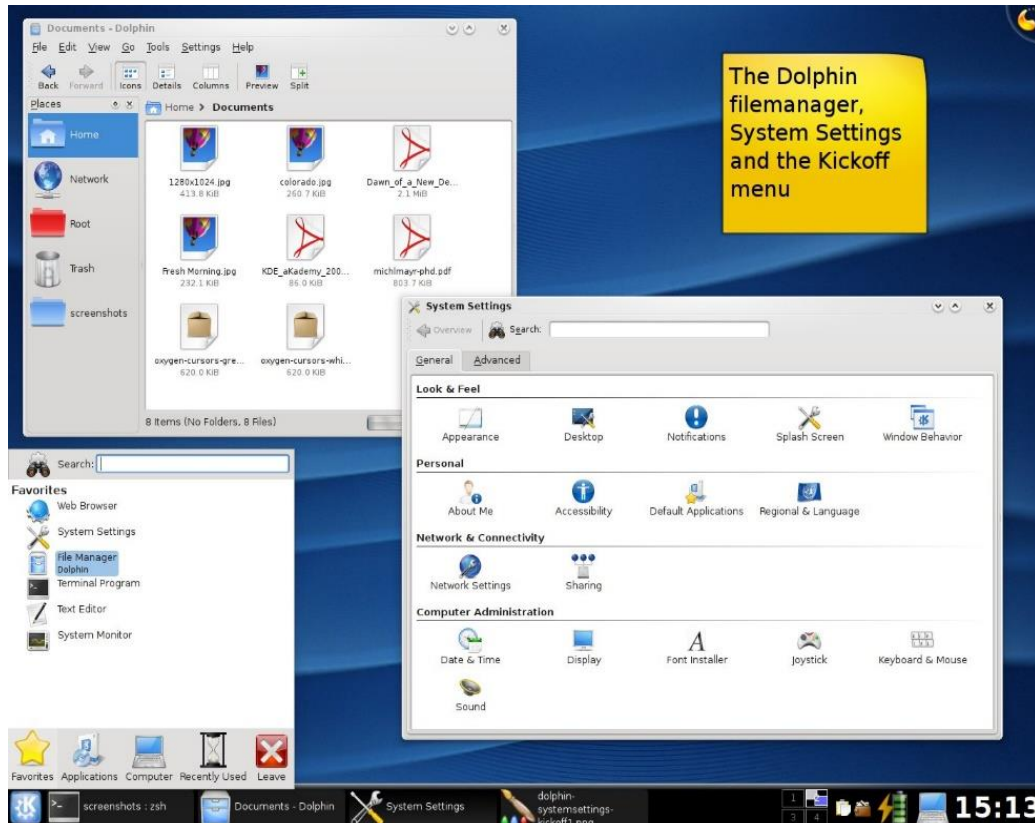 Documents - Dolphin
File Edit View Go Tools Settings Help
Back Forward Icons Details Columns Preview Split
Places
Home > Documents
Home
Network
Root
Trash
screenshots
1280x1024.jpg
413.8 KiB
colorado.jpg
260.7 KiB
Dawn_of_a_New_De...
2.1 MiB
Fresh Morning.jpg
232.1 KiB
KDE_aKademy_200...
86.0 KiB
michlmayr-phd.pdf
803.7 KiB
oxygen-cursors-gre...
620.0 KiB
oxygen-cursors-whi...
620.0 KiB
8 Items (No Folders, 8 Files)
The Dolphin
filemanager,
System Settings
and the Kickoff
menu
System Settings
Overview Search:
General Advanced
Look & Feel
Appearance Desktop Notifications Splash Screen Window Behavior
Personal
About Me Accessibility Default Applications Regional & Language
Network & Connectivity
Network Settings Sharing
Computer Administration
Date & Time Display Font Installer Joystick Keyboard & Mouse
Sound
Search:
Favorites
Web Browser
System Settings
File Manager
Dolphin
Terminal Program
Text Editor
System Monitor
Favorites Applications Computer Recently Used Leave
screenshots : zsh
Documents - Dolphin
System Settings
dolphin-
systemsettings-
kickoff1.png
1
3 4
15:13